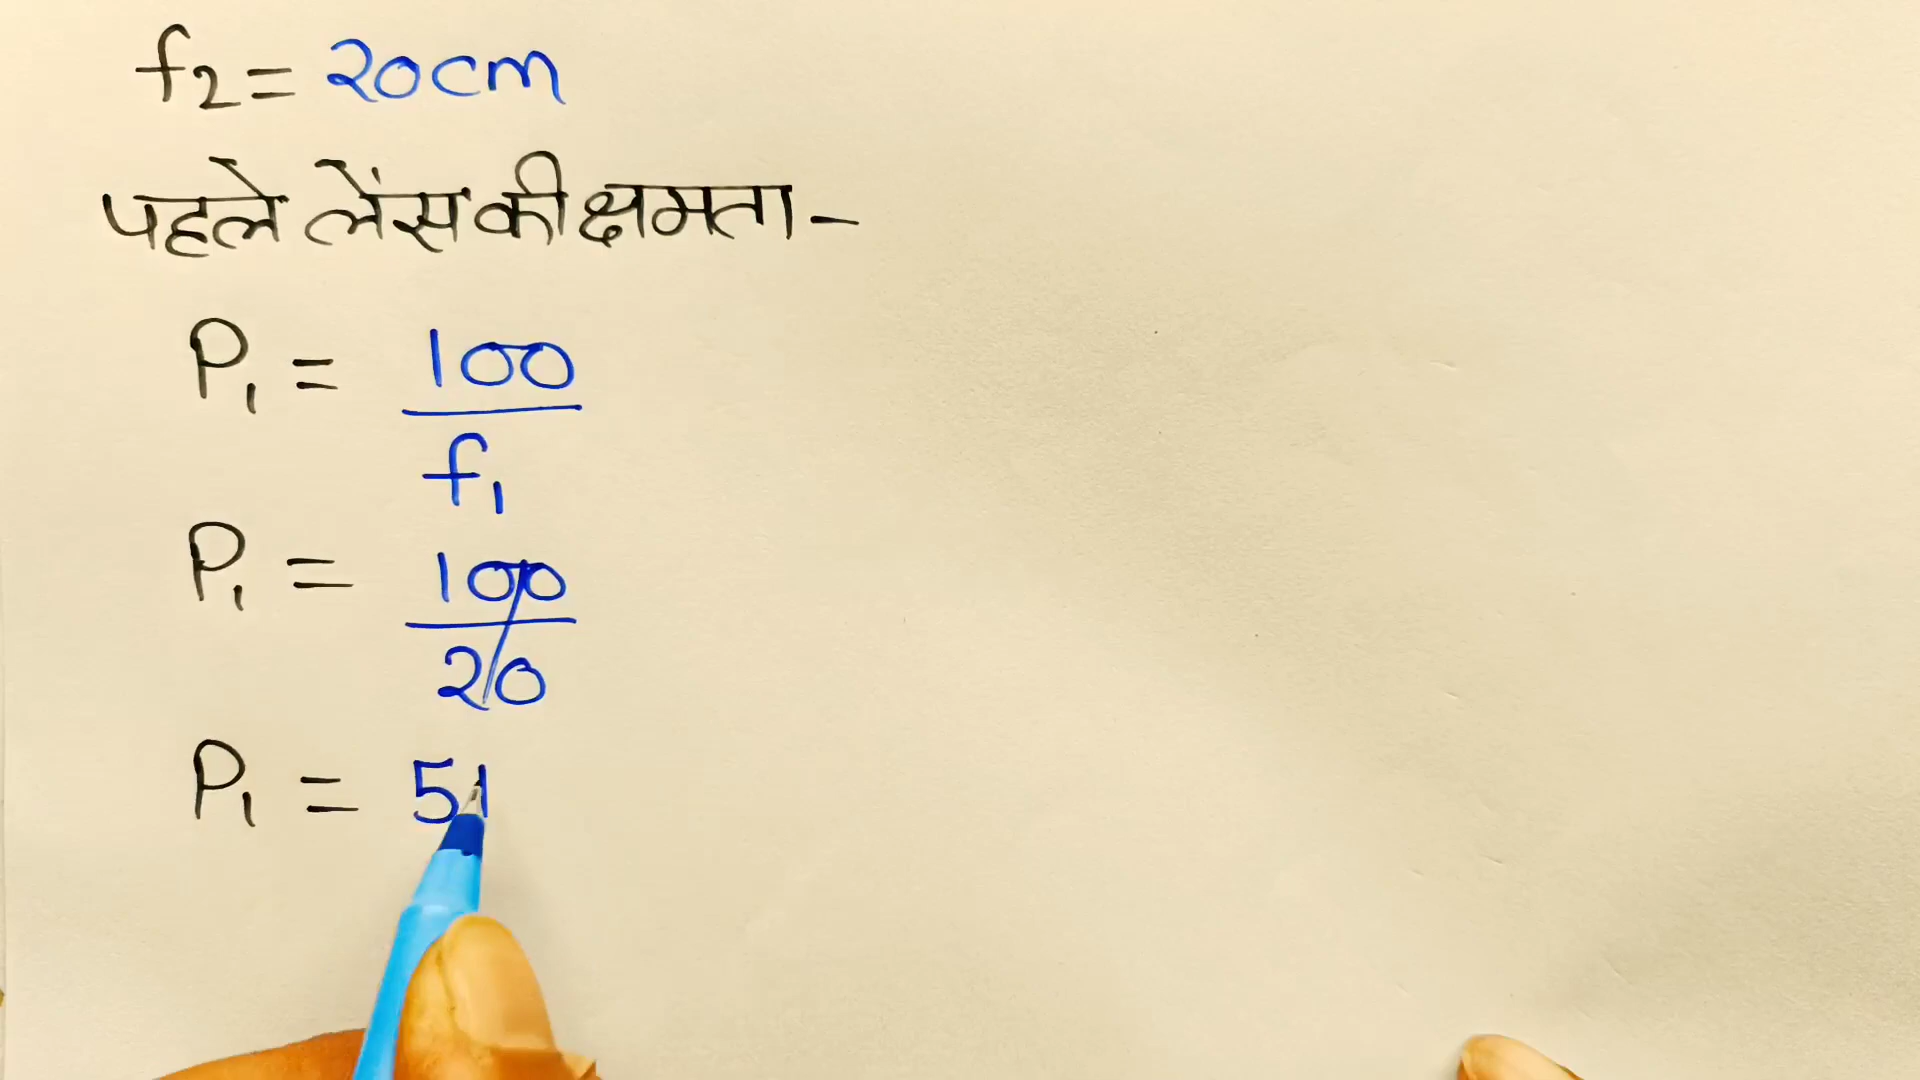 f₂ = 20cm
पहले लेंस की क्षमता –
P₁ = 100/f₁
P₁ = 100/20
P₁ = 5